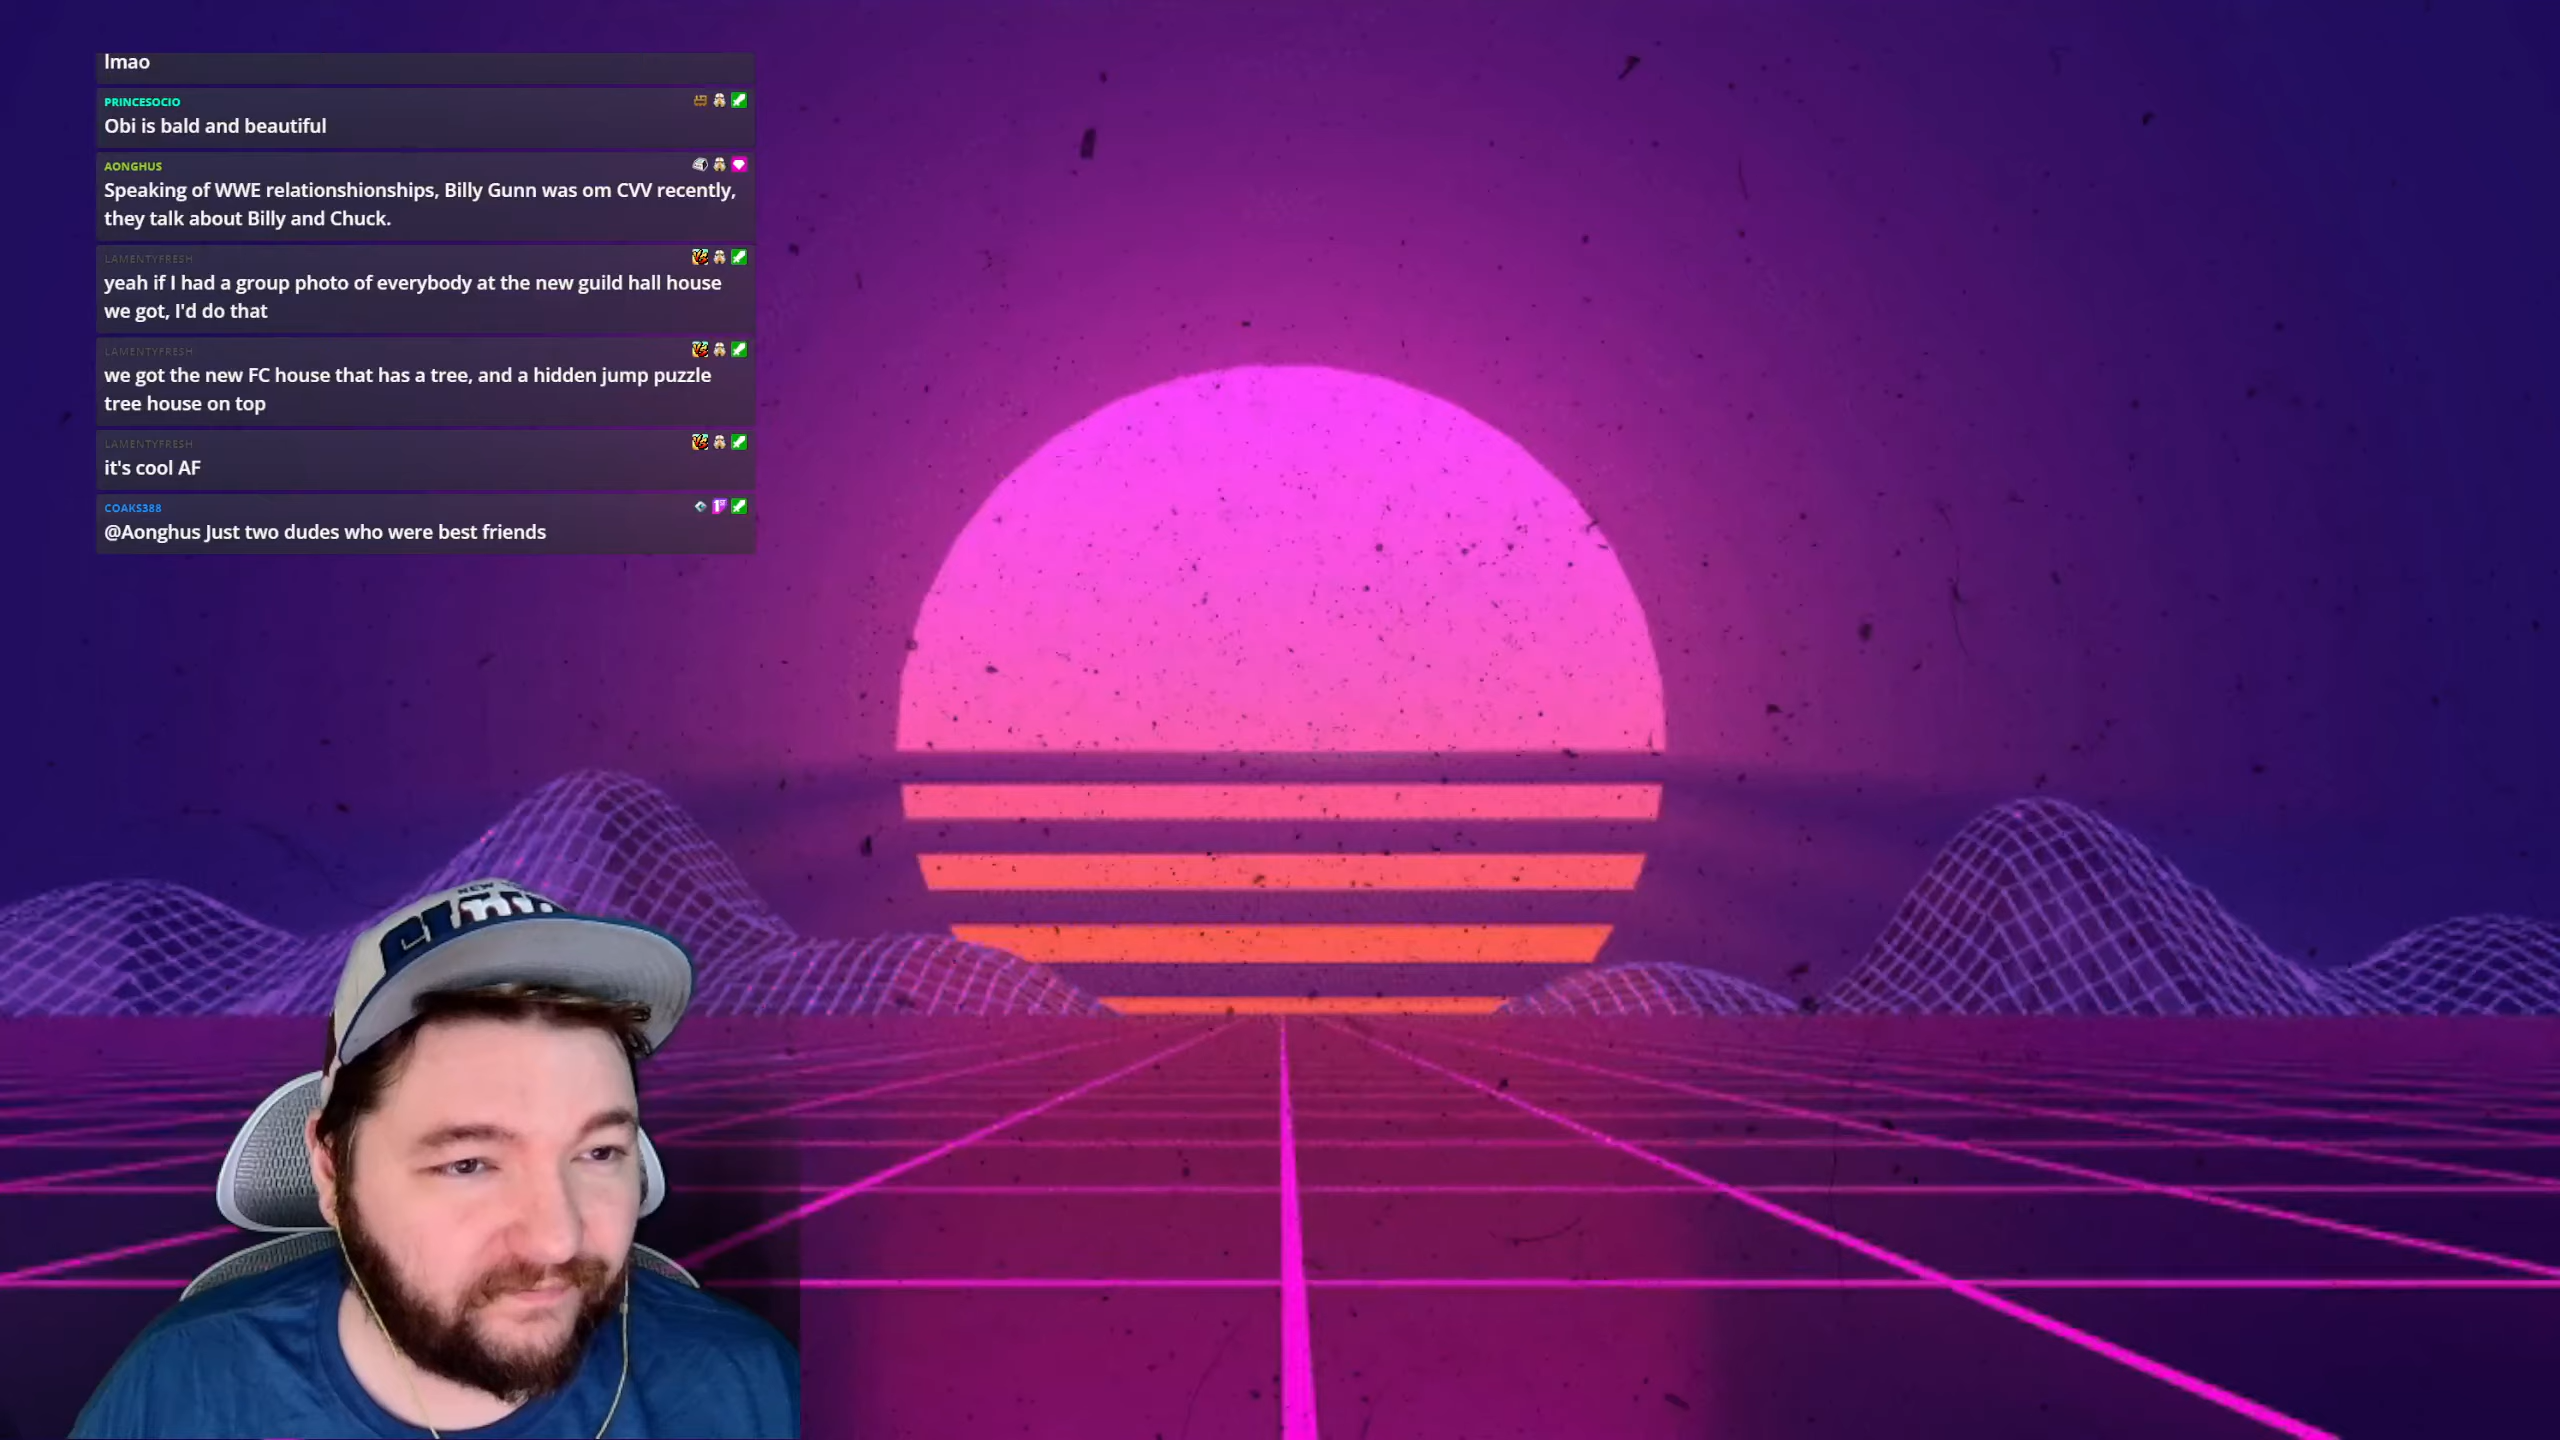 lmao
PRINCESOCIO
Obi is bald and beautiful
AONGHUS
Speaking of WWE relationshionships, Billy Gunn was om CVV recently,
they talk about Billy and Chuck.
LAMENTYFRESH
yeah if I had a group photo of everybody at the new guild hall house
we got, I'd do that
LAMENTYFRESH
we got the new FC house that has a tree, and a hidden jump puzzle
tree house on top
LAMENTYFRESH
it's cool AF
COAKS388
@Aonghus Just two dudes who were best friends
NEW